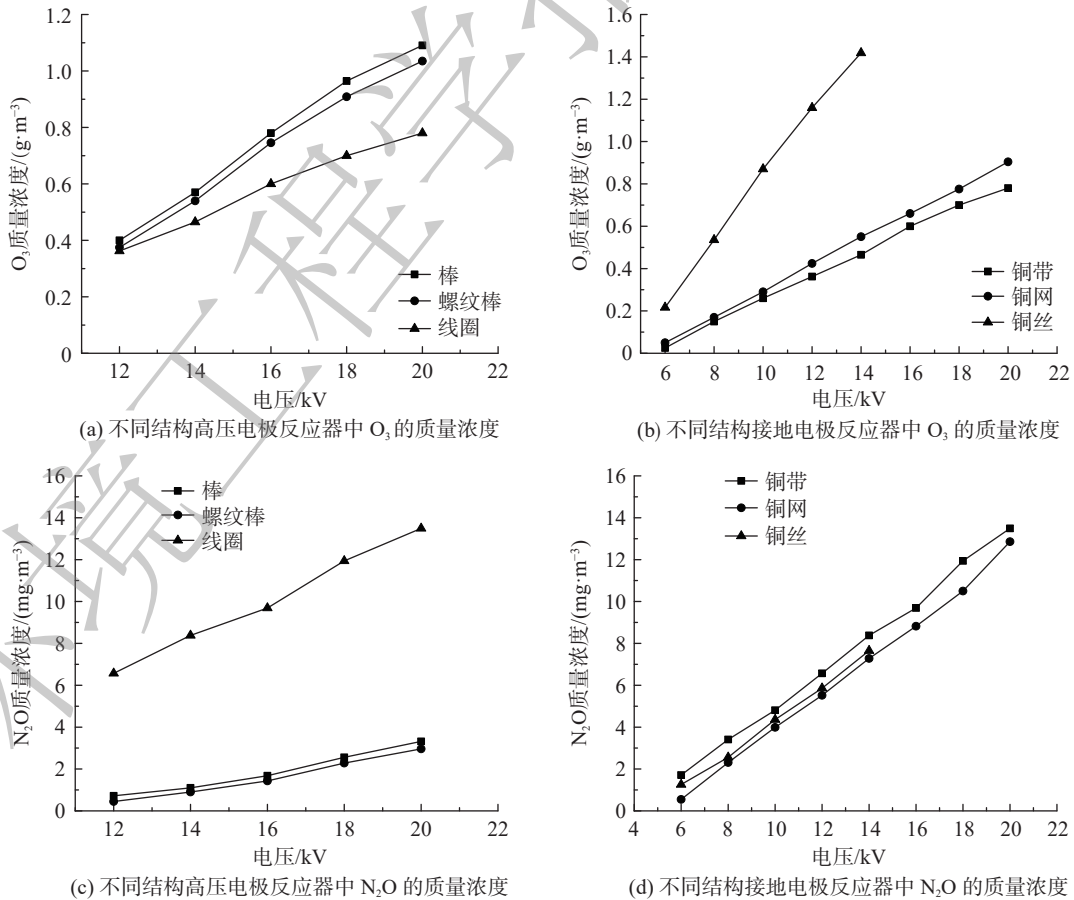 1.2
1.0
0.8
0.6
0.4
0.2
0
O₃质量浓度/(g·m⁻³)
棒
螺纹棒
线圈
12 14 16 18 20 22
电压/kV
(a) 不同结构高压电极反应器中 O₃ 的质量浓度
1.6
1.4
1.2
1.0
0.8
0.6
0.4
0.2
0
O₃质量浓度/(g·m⁻³)
铜带
铜网
铜丝
6 8 10 12 14 16 18 20 22
电压/kV
(b) 不同结构接地电极反应器中 O₃ 的质量浓度
16
14
12
10
8
6
4
2
0
N₂O质量浓度/(mg·m⁻³)
棒
螺纹棒
线圈
12 14 16 18 20 22
电压/kV
(c) 不同结构高压电极反应器中 N₂O 的质量浓度
16
14
12
10
8
6
4
2
0
N₂O质量浓度/(mg·m⁻³)
铜带
铜网
铜丝
4 6 8 10 12 14 16 18 20 22
电压/kV
(d) 不同结构接地电极反应器中 N₂O 的质量浓度
境工程学